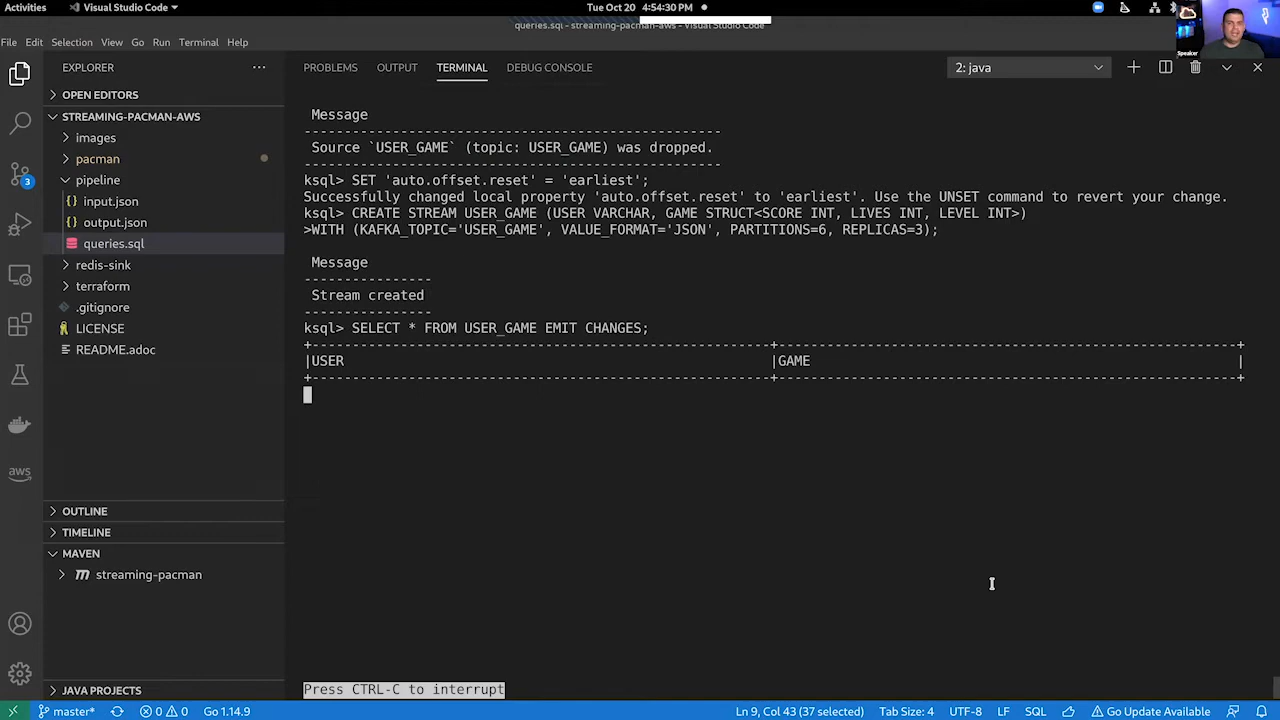 Activities
Visual Studio Code
Tue Oct 20 4:54:30 PM
queries.sql - streaming-pacman-aws - Visual Studio Code
File Edit Selection View Go Run Terminal Help
Speaker
EXPLORER
OPEN EDITORS
STREAMING-PACMAN-AWS
images
pacman
pipeline
input.json
output.json
queries.sql
redis-sink
terraform
.gitignore
LICENSE
README.adoc
OUTLINE
TIMELINE
MAVEN
streaming-pacman
JAVA PROJECTS
3
PROBLEMS OUTPUT TERMINAL DEBUG CONSOLE
2: java
Message
-----------------------------------------------------
Source `USER_GAME` (topic: USER_GAME) was dropped.
-----------------------------------------------------
ksql> SET 'auto.offset.reset' = 'earliest';
Successfully changed local property 'auto.offset.reset' to 'earliest'. Use the UNSET command to revert your change.
ksql> CREATE STREAM USER_GAME (USER VARCHAR, GAME STRUCT<SCORE INT, LIVES INT, LEVEL INT>)
>WITH (KAFKA_TOPIC='USER_GAME', VALUE_FORMAT='JSON', PARTITIONS=6, REPLICAS=3);
Message
----------------
Stream created
----------------
ksql> SELECT * FROM USER_GAME EMIT CHANGES;
+-----------------------------------------------------------+-----------------------------------------------------------+
|USER |GAME |
+-----------------------------------------------------------+-----------------------------------------------------------+
Press CTRL-C to interrupt
aws
master* 0 0 Go 1.14.9
Ln 9, Col 43 (37 selected) Tab Size: 4 UTF-8 LF SQL Go Update Available